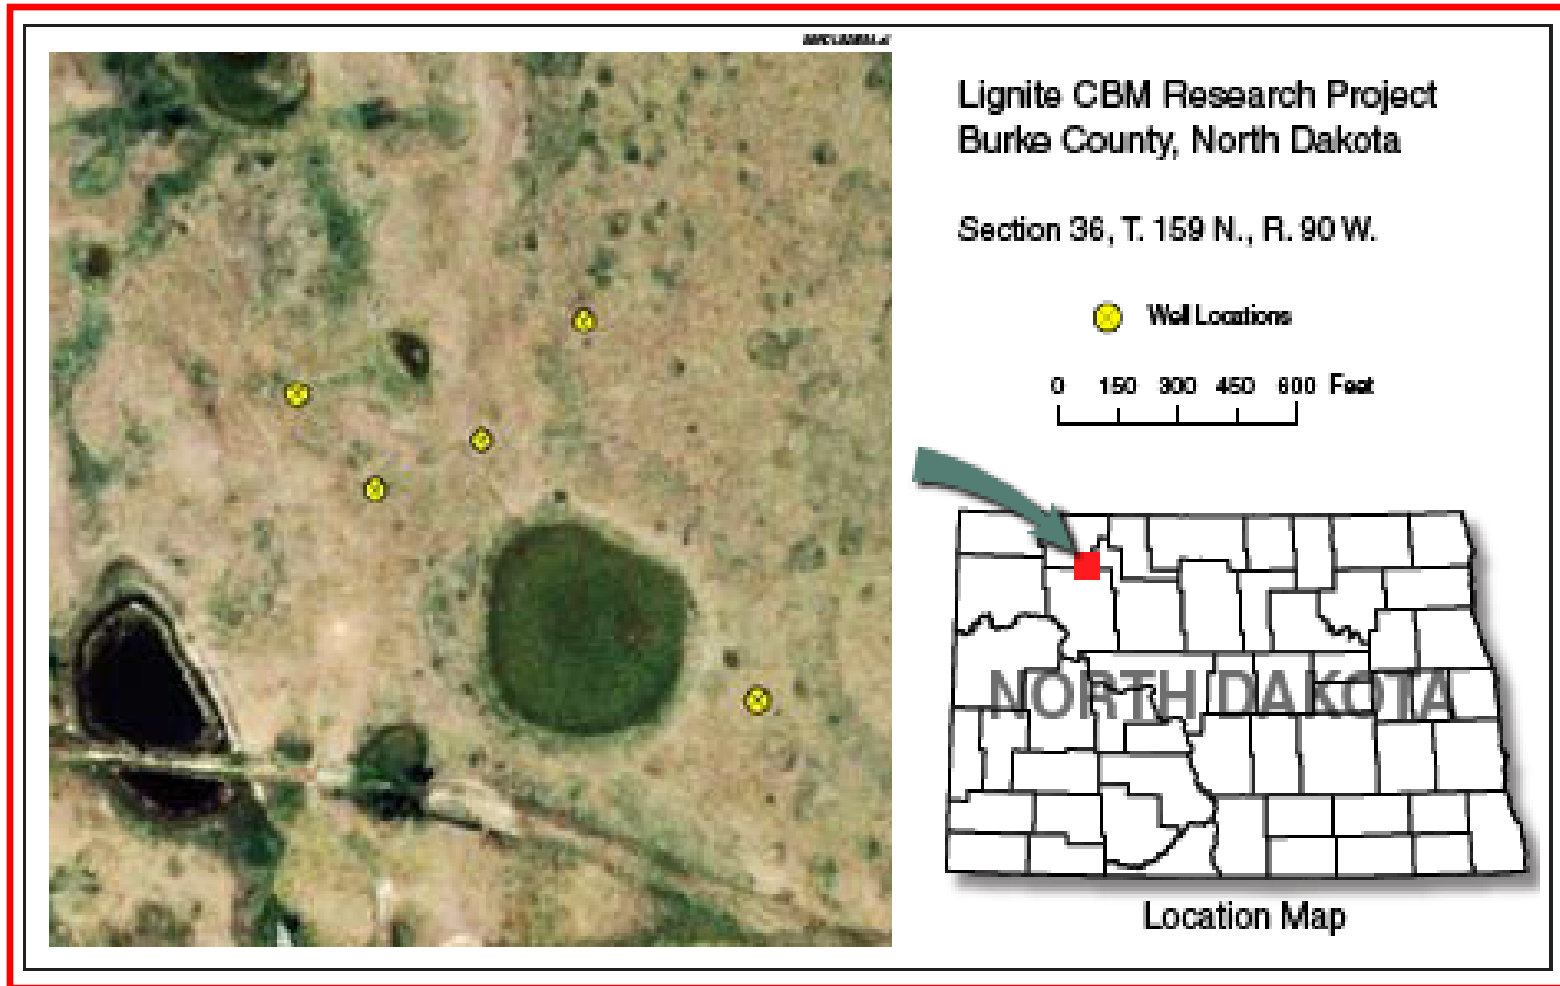 Lignite CBM Research Project
Burke County, North Dakota
Section 36, T. 159 N., R. 90 W.
Well Locations
0 150 300 450 600 Feet
NORTH DAKOTA
Location Map